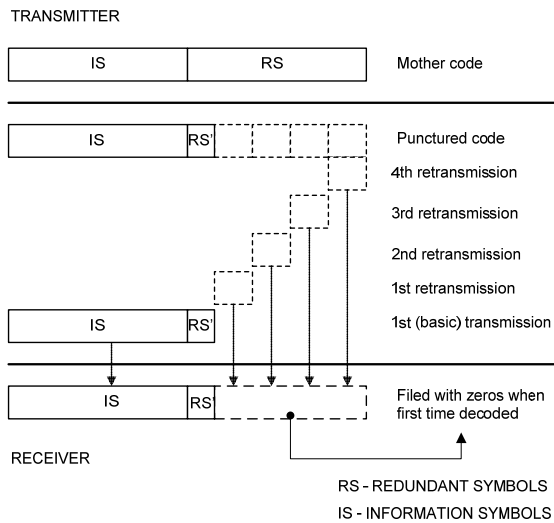 TRANSMITTER
IS RS Mother code
IS RS' Punctured code
4th retransmission
3rd retransmission
2nd retransmission
1st retransmission
IS RS' 1st (basic) transmission
IS RS' Filed with zeros when
first time decoded
RECEIVER
RS - REDUNDANT SYMBOLS
IS - INFORMATION SYMBOLS